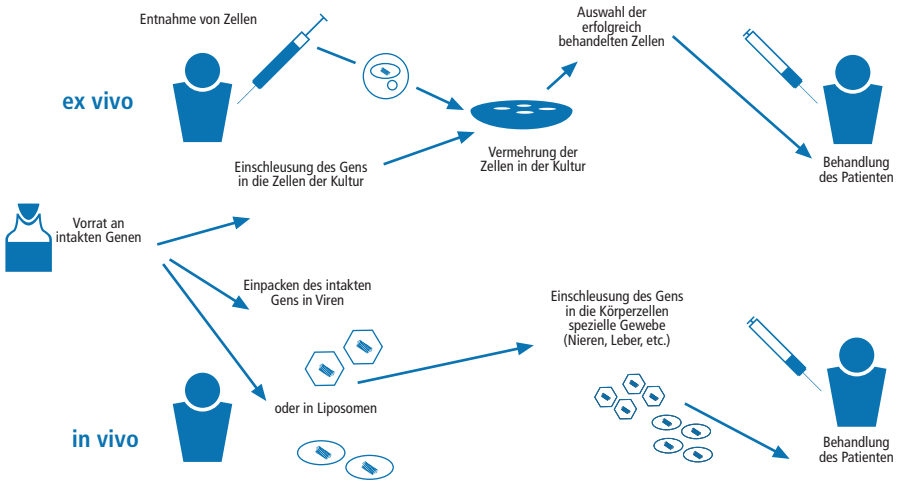 Entnahme von Zellen
Auswahl der
erfolgreich
behandelten Zellen
ex vivo
Einschleusung des Gens
in die Zellen der Kultur
Vermehrung der
Zellen in der Kultur
Behandlung
des Patienten
Vorrat an
intakten Genen
Einpacken des intakten
Gens in Viren
Einschleusung des Gens
in die Körperzellen
spezielle Gewebe
(Nieren, Leber, etc.)
oder in Liposomen
in vivo
Behandlung
des Patienten